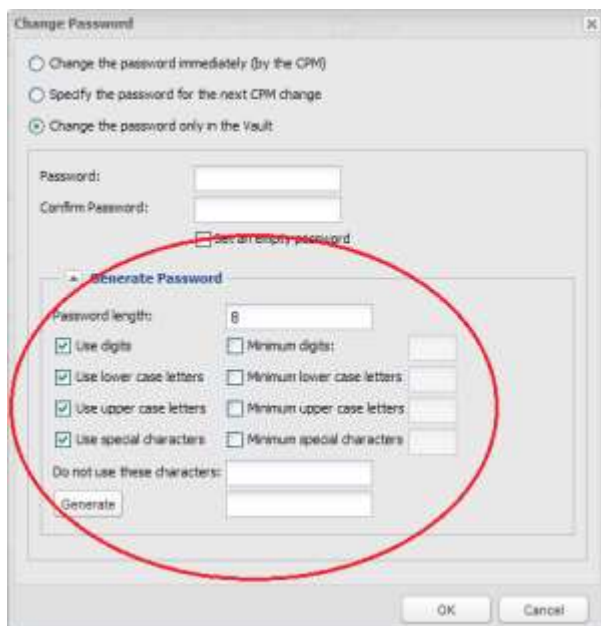 Change Password
Change the password immediately (by the CPM)
Specify the password for the next CPM change
Change the password only in the Vault
Password:
Confirm Password:
Set an empty password
Generate Password
Password length: 8
Use digits Minimum digits:
Use lower case letters Minimum lower case letters
Use upper case letters Minimum upper case letters
Use special characters Minimum special characters
Do not use these characters:
Generate
OK Cancel